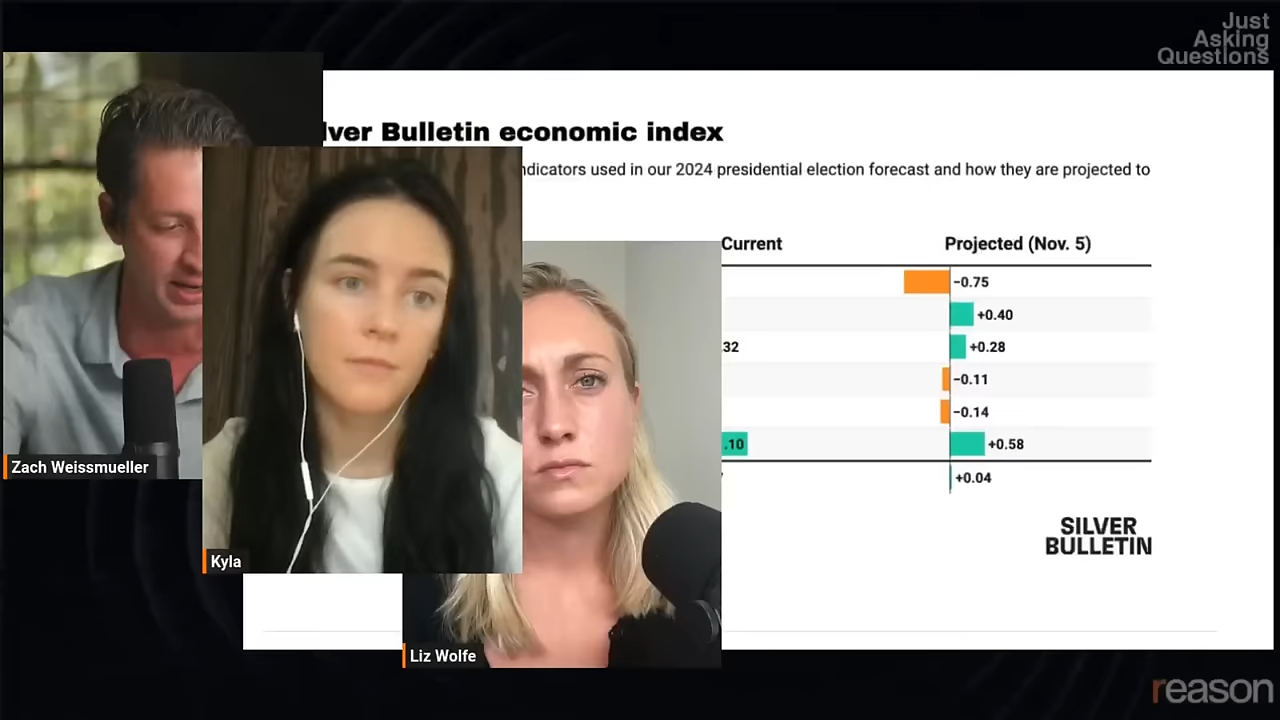 Just
Asking
Questions
lver Bulletin economic index
ndicators used in our 2024 presidential election forecast and how they are projected to
Current Projected (Nov. 5)
−0.75
+0.40
32 +0.28
−0.11
−0.14
.10 +0.58
+0.04
Zach Weissmueller
SILVER
BULLETIN
Kyla
Liz Wolfe
reason